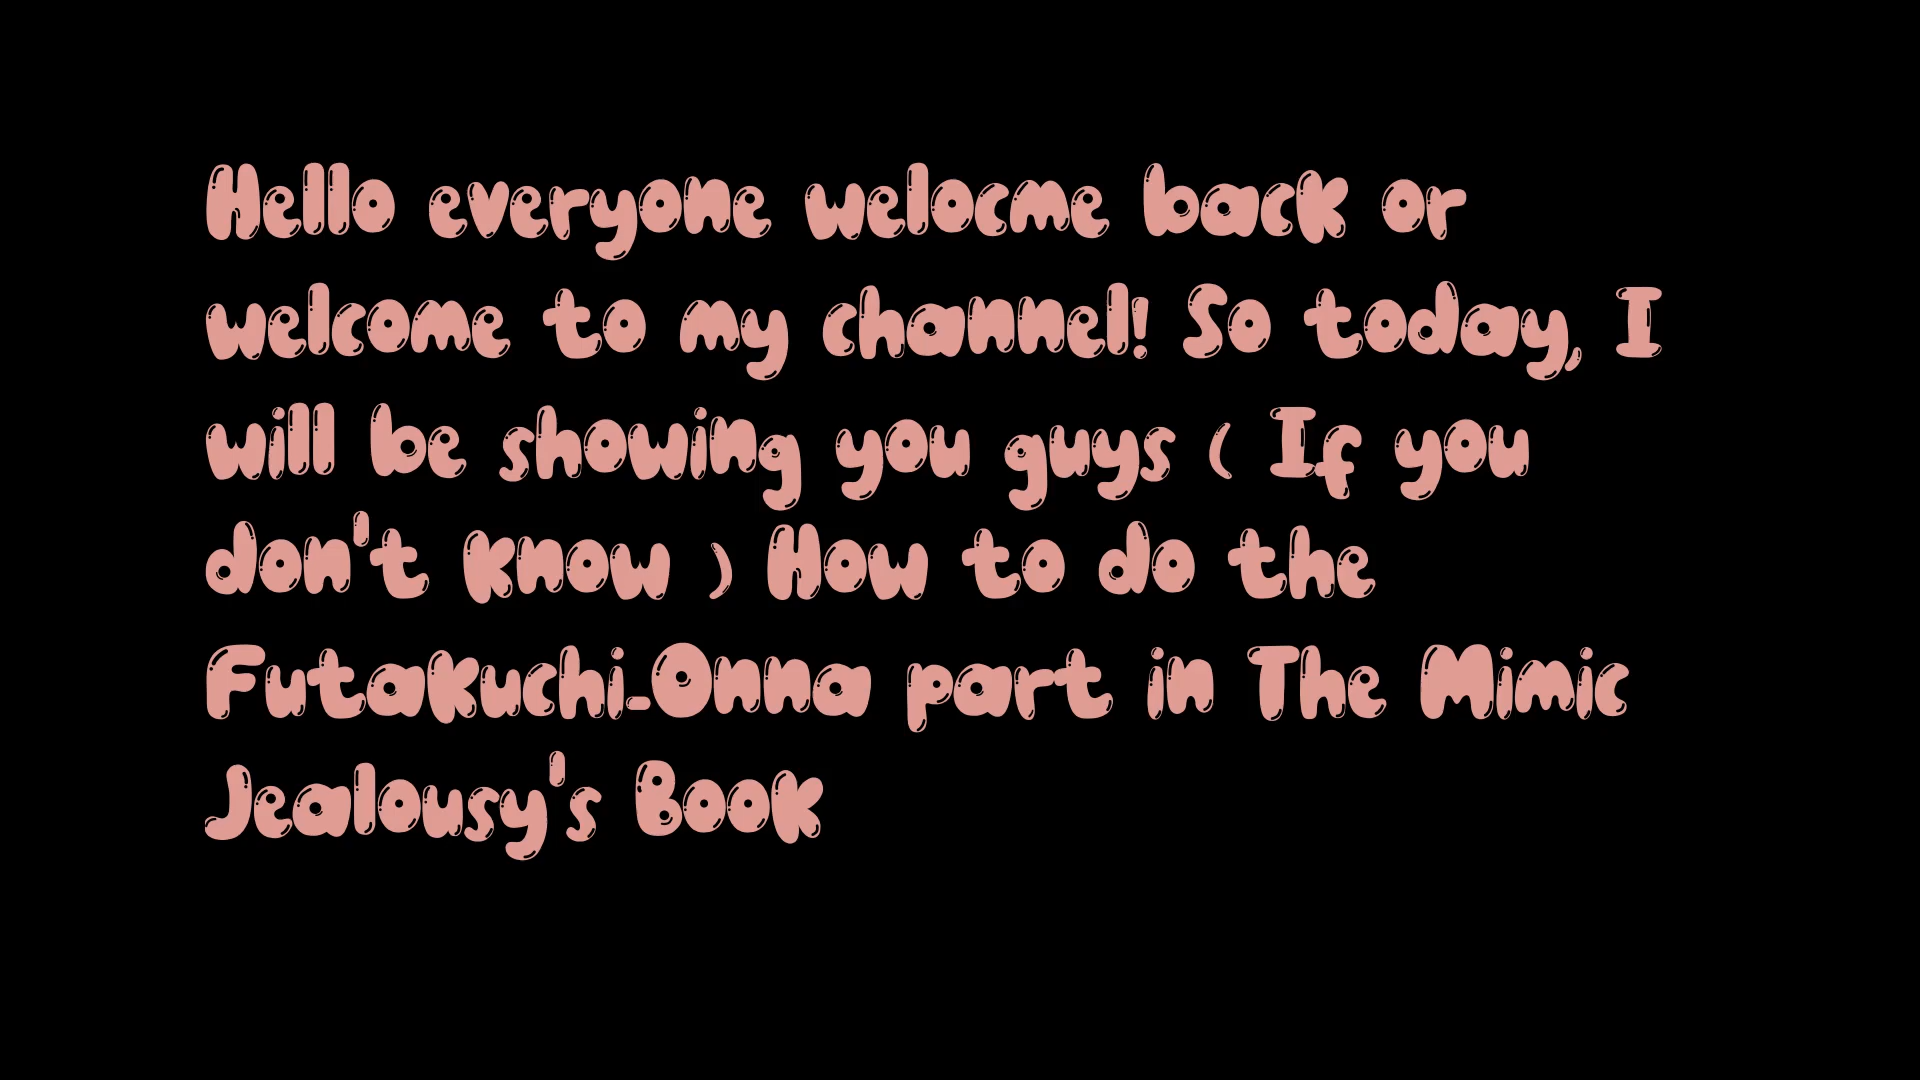 Hello everyone welocme back or
welcome to my channel! So today, I
will be showing you guys ( If you
don't know ) How to do the
Futakuchi-Onna part in The Mimic
Jealousy's Book